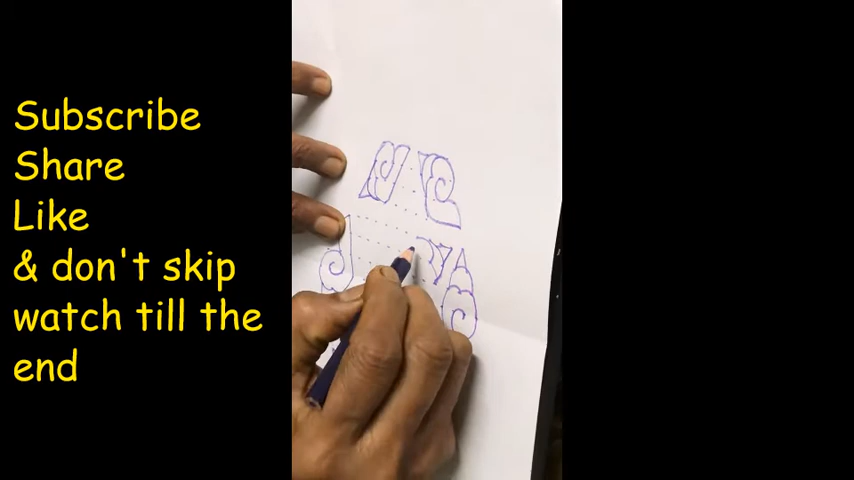 Subscribe
Share
Like
& don't skip
watch till the
end